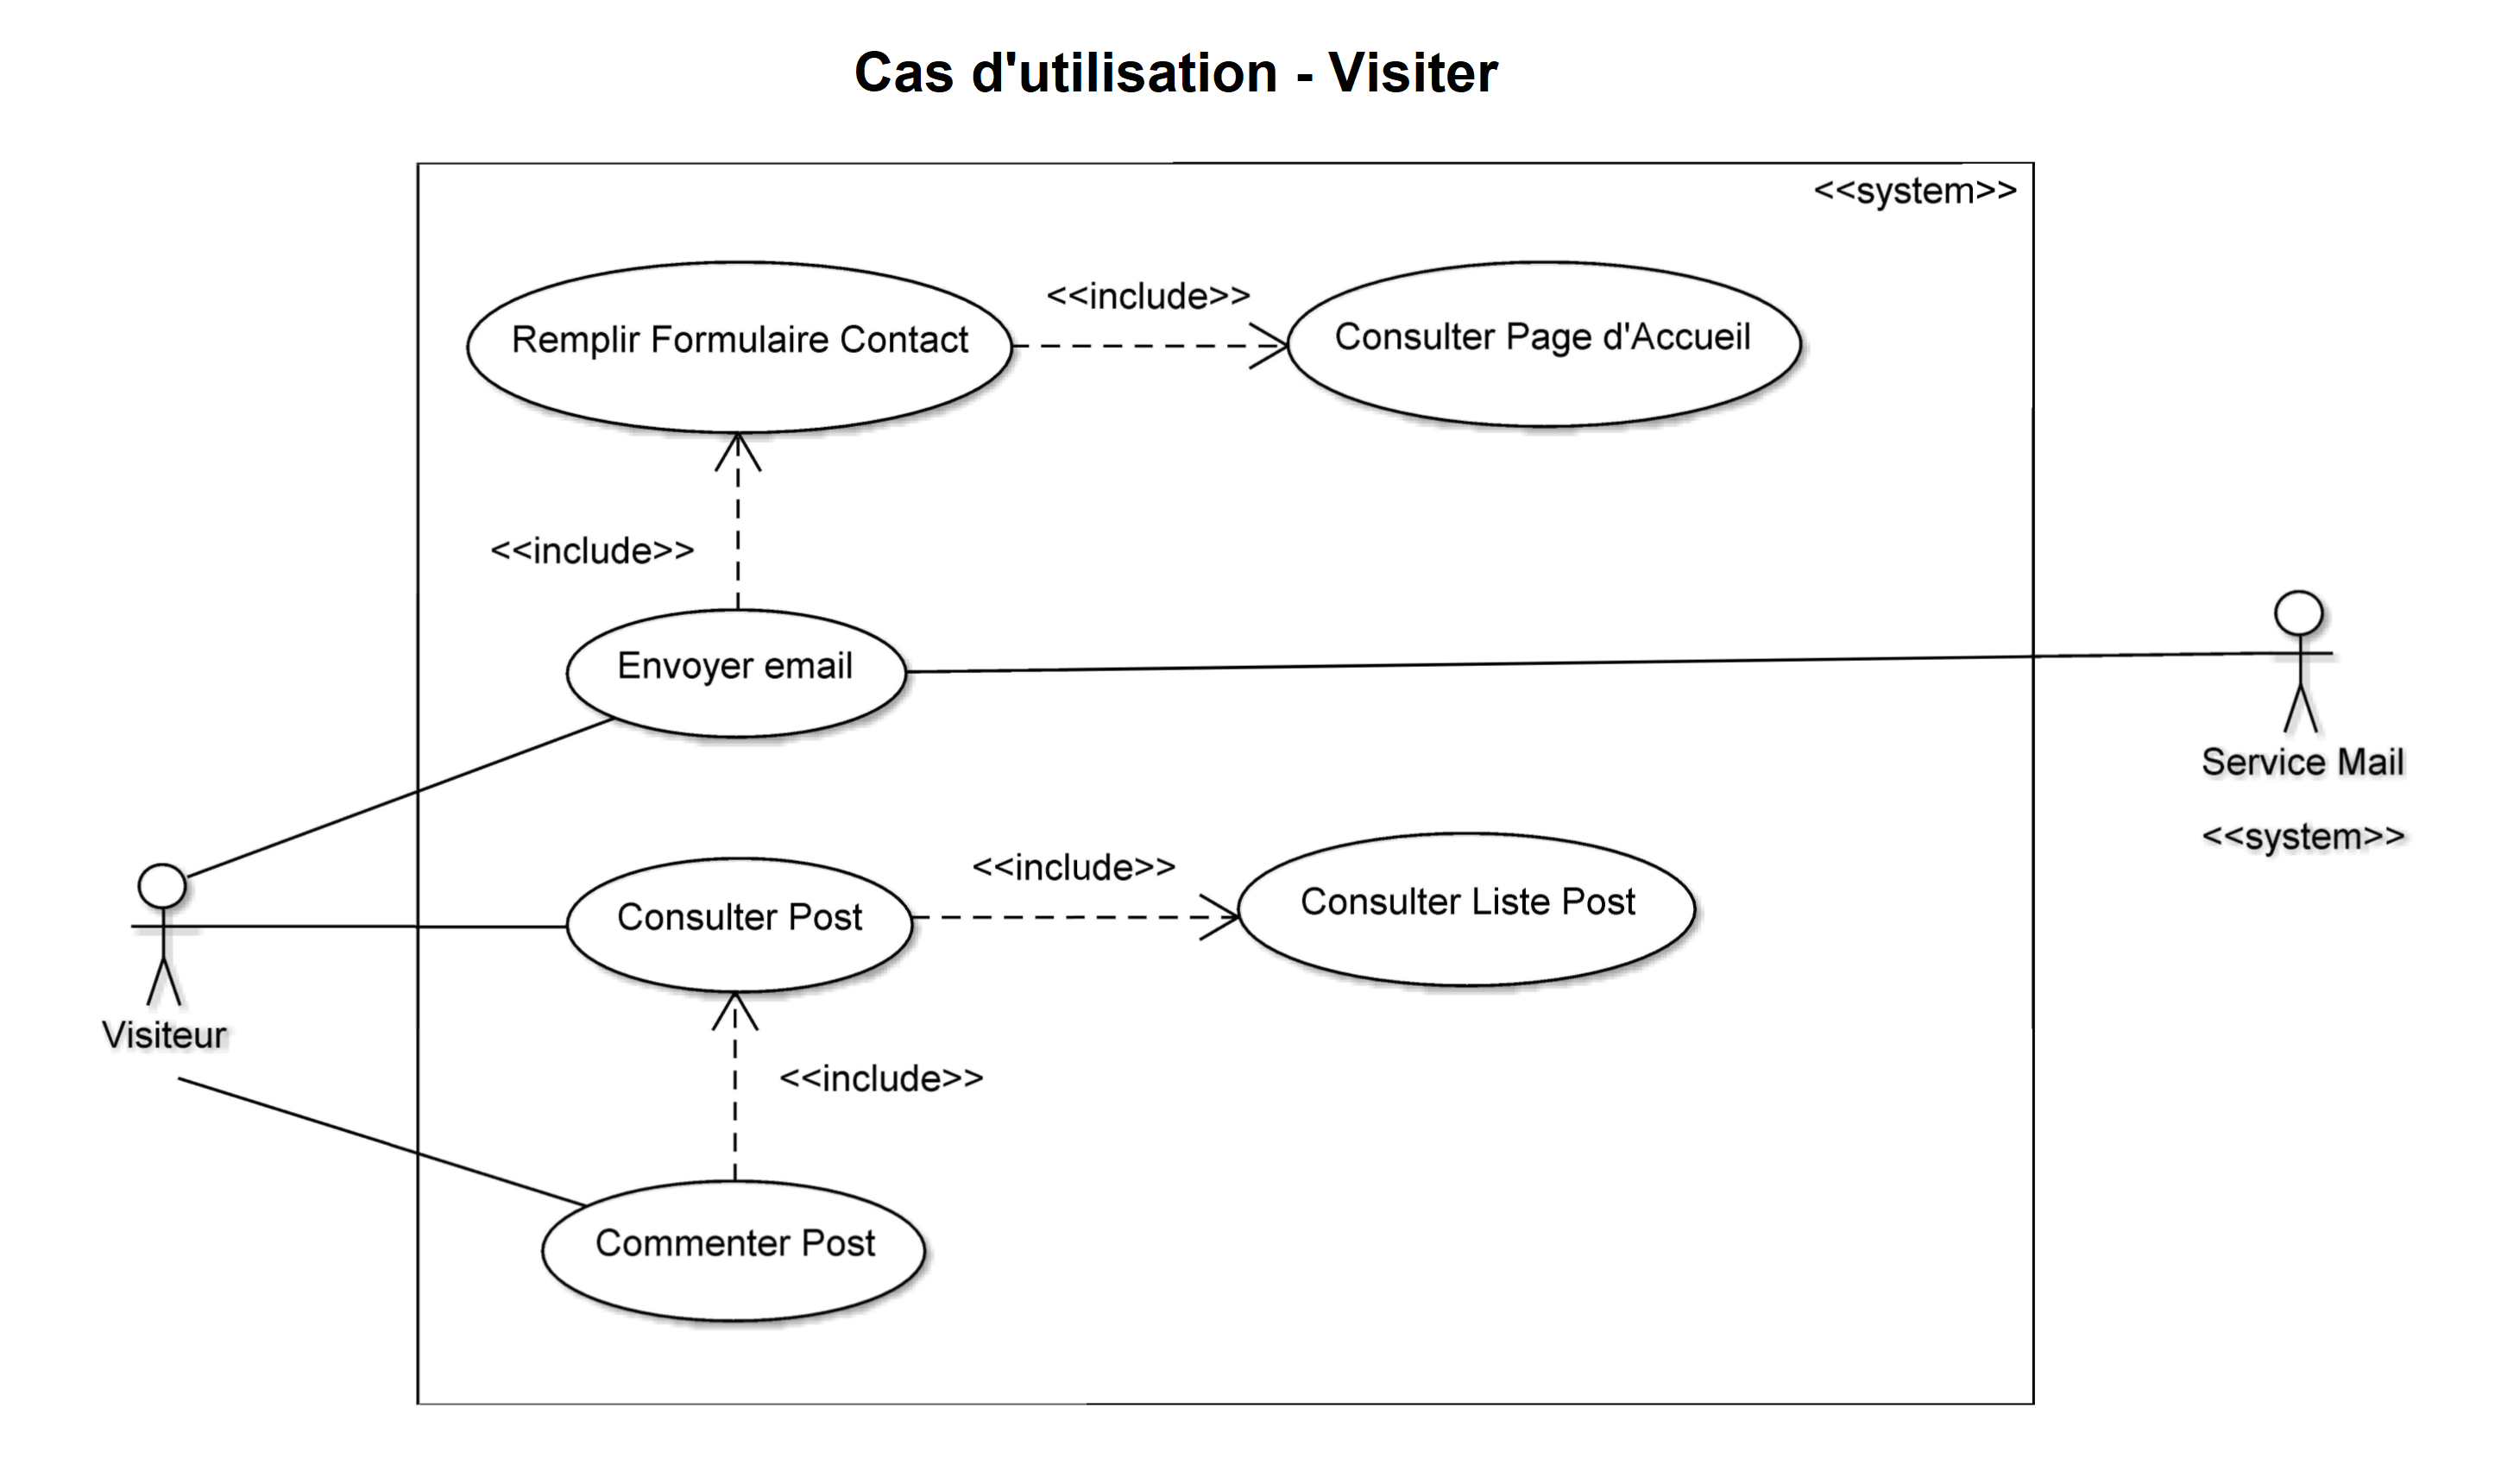 Cas d'utilisation - Visiter
<<system>>
<<include>>
Remplir Formulaire Contact
Consulter Page d'Accueil
<<include>>
Envoyer email
Service Mail
<<system>>
<<include>>
Consulter Post
Consulter Liste Post
Visiteur
<<include>>
Commenter Post